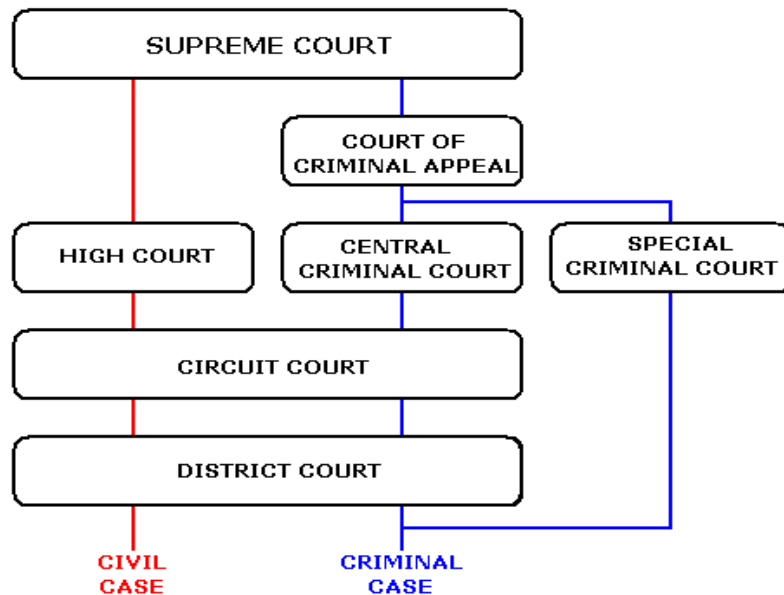 SUPREME COURT
COURT OF
CRIMINAL APPEAL
HIGH COURT
CENTRAL
CRIMINAL COURT
SPECIAL
CRIMINAL COURT
CIRCUIT COURT
DISTRICT COURT
CIVIL
CASE
CRIMINAL
CASE